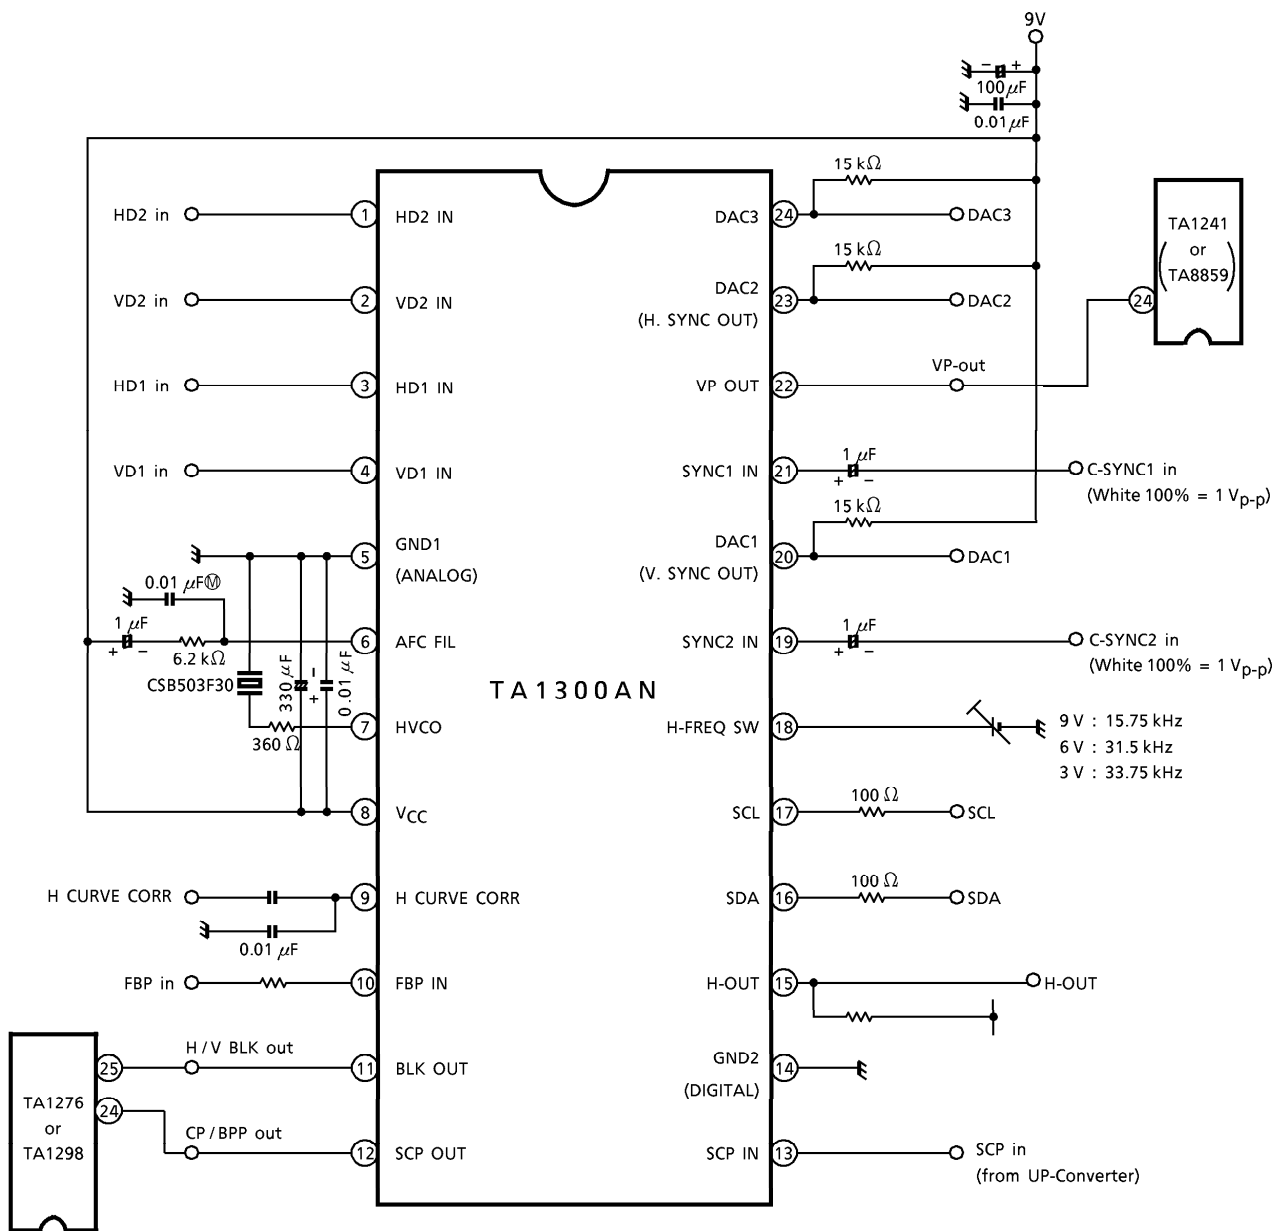 9V
− +
100 μF
0.01 μF
15 kΩ
HD2 in
1
HD2 IN
DAC3
24
DAC3
TA1241
or
(TA8859)
15 kΩ
VD2 in
2
VD2 IN
DAC2
(H. SYNC OUT)
23
DAC2
24
HD1 in
3
HD1 IN
VP OUT
22
VP-out
VD1 in
4
VD1 IN
SYNC1 IN
21
1 μF
+ −
C-SYNC1 in
(White 100% = 1 Vp-p)
15 kΩ
5
GND1
(ANALOG)
DAC1
(V. SYNC OUT)
20
DAC1
0.01 μFⓂ
1 μF
+ −
6.2 kΩ
6
AFC FIL
SYNC2 IN
19
1 μF
+ −
C-SYNC2 in
(White 100% = 1 Vp-p)
CSB503F30
330 μF
− +
0.01 μF
TA1300AN
360 Ω
7
HVCO
H-FREQ SW
18
9 V : 15.75 kHz
6 V : 31.5 kHz
3 V : 33.75 kHz
8
VCC
SCL
17
100 Ω
SCL
H CURVE CORR
9
H CURVE CORR
0.01 μF
SDA
16
100 Ω
SDA
FBP in
10
FBP IN
H-OUT
15
H-OUT
TA1276
or
TA1298
25
H/V BLK out
11
BLK OUT
GND2
(DIGITAL)
14
24
CP/BPP out
12
SCP OUT
SCP IN
13
SCP in
(from UP-Converter)